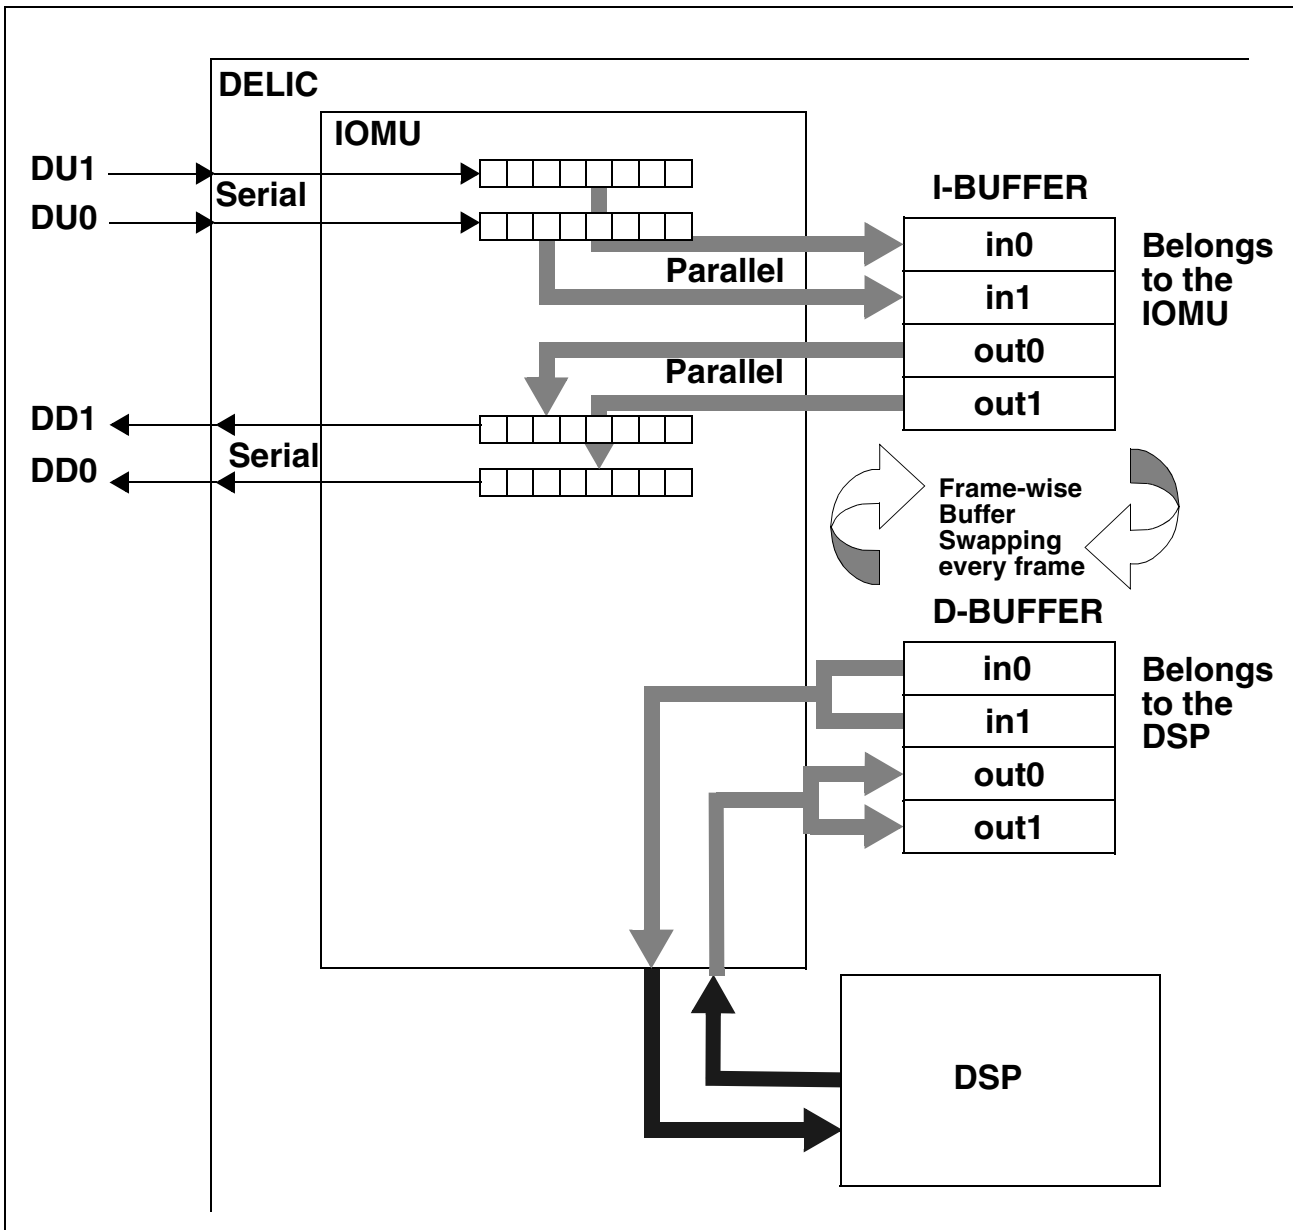 DELIC
IOMU
DU1
Serial
DU0
I-BUFFER
in0
in1
out0
out1
Belongs
to the
IOMU
Parallel
Parallel
DD1
Serial
DD0
Frame-wise
Buffer
Swapping
every frame
D-BUFFER
in0
in1
out0
out1
Belongs
to the
DSP
DSP